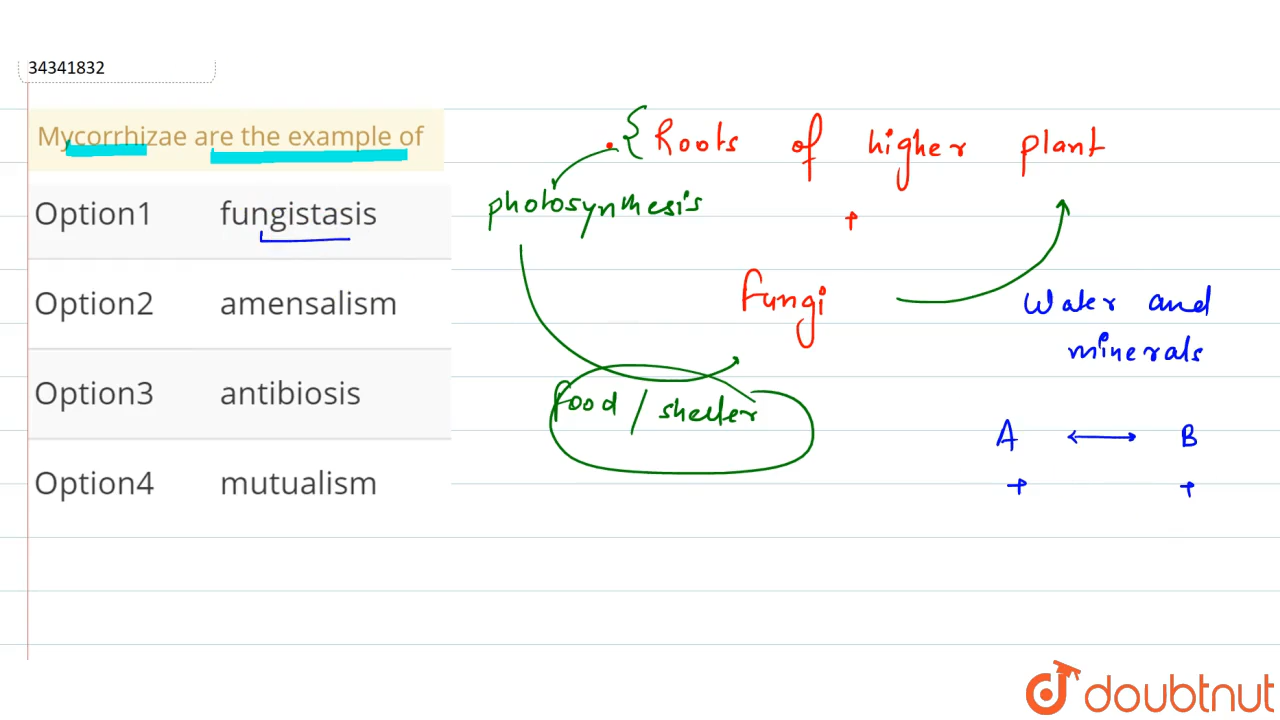 34341832
Mycorrhizae are the example of
Option1 fungistasis
Option2 amensalism
Option3 antibiosis
Option4 mutualism
{ Roots of higher plant
photosynthesis
+
Fungi
Water and
minerals
food / shelter
A ↔ B
+ +
doubtnut